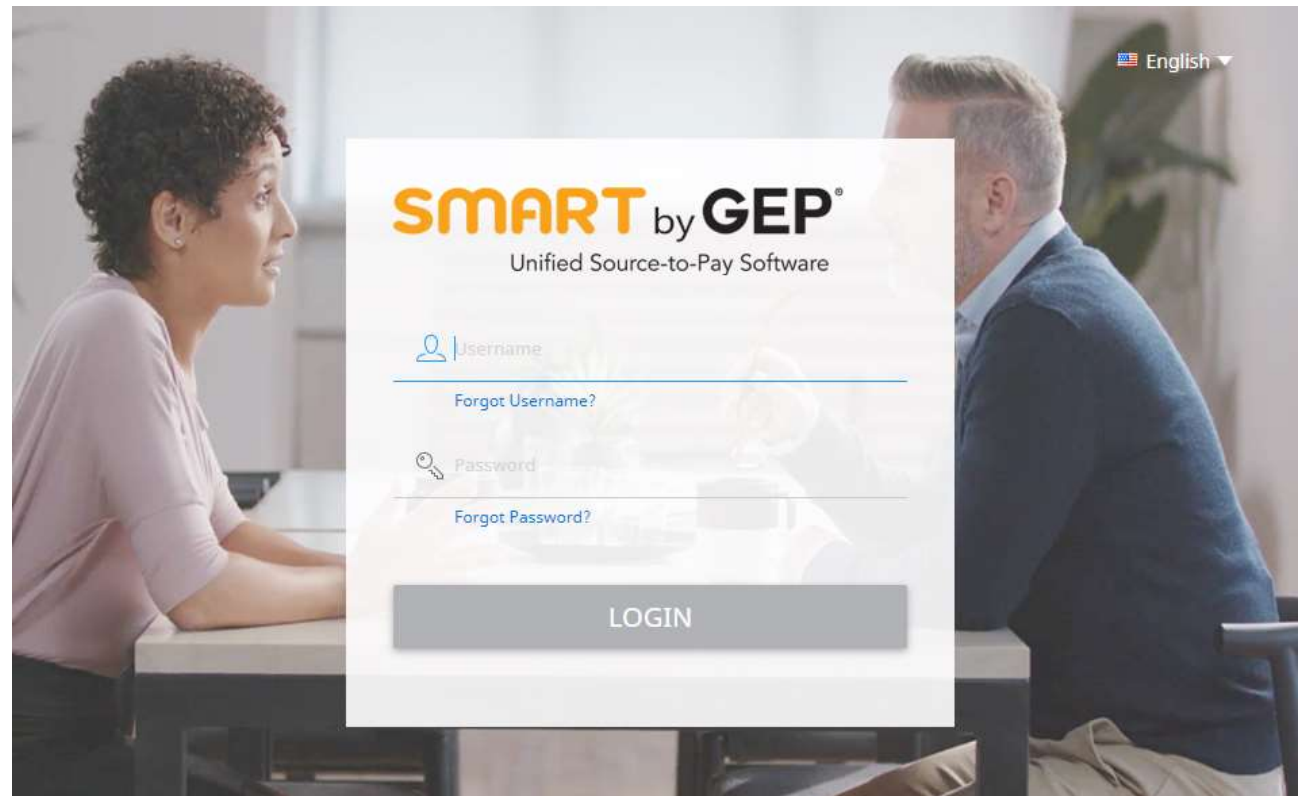 English
SMART by GEP®
Unified Source-to-Pay Software
Username
Forgot Username?
Password
Forgot Password?
LOGIN